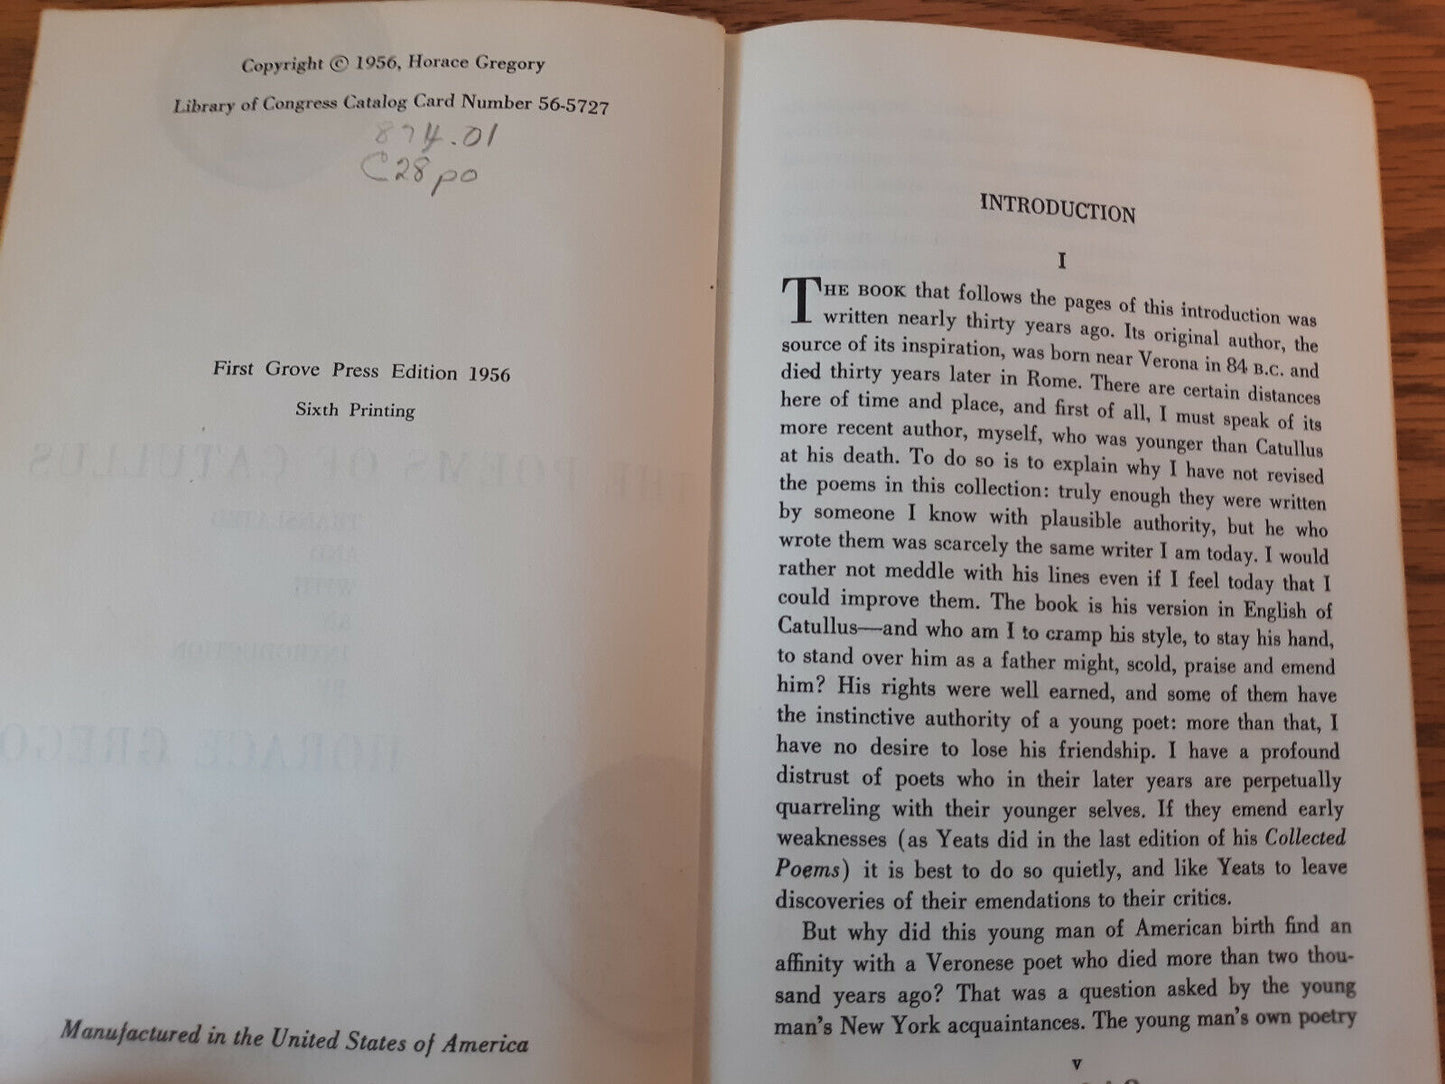 Copyright © 1956, Horace Gregory
Library of Congress Catalog Card Number 56-5727
874.01
C28po
First Grove Press Edition 1956
Sixth Printing
Manufactured in the United States of America
INTRODUCTION
I
THE BOOK that follows the pages of this introduction was
written nearly thirty years ago. Its original author, the
source of its inspiration, was born near Verona in 84 B.C. and
died thirty years later in Rome. There are certain distances
here of time and place, and first of all, I must speak of its
more recent author, myself, who was younger than Catullus
at his death. To do so is to explain why I have not revised
the poems in this collection: truly enough they were written
by someone I know with plausible authority, but he who
wrote them was scarcely the same writer I am today. I would
rather not meddle with his lines even if I feel today that I
could improve them. The book is his version in English of
Catullus—and who am I to cramp his style, to stay his hand,
to stand over him as a father might, scold, praise and emend
him? His rights were well earned, and some of them have
the instinctive authority of a young poet: more than that, I
have no desire to lose his friendship. I have a profound
distrust of poets who in their later years are perpetually
quarreling with their younger selves. If they emend early
weaknesses (as Yeats did in the last edition of his Collected
Poems) it is best to do so quietly, and like Yeats to leave
discoveries of their emendations to their critics.
But why did this young man of American birth find an
affinity with a Veronese poet who died more than two thou-
sand years ago? That was a question asked by the young
man's New York acquaintances. The young man's own poetry
v